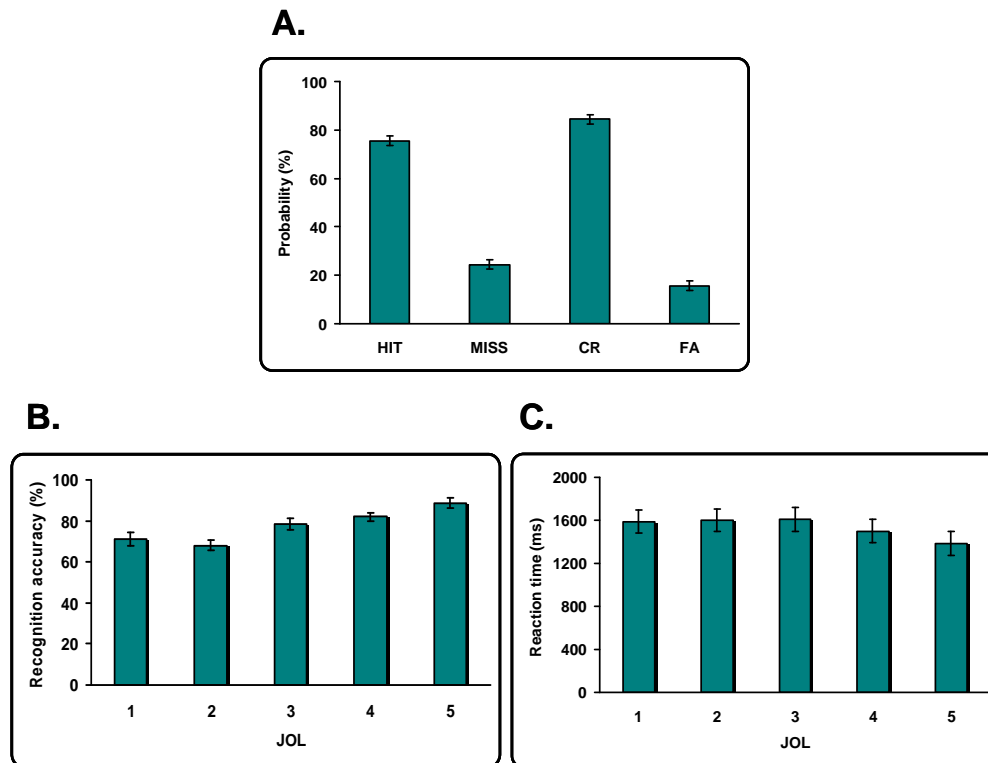 A.
Probability (%)
100
80
60
40
20
0
HIT MISS CR FA
B.
Recognition accuracy (%)
100
80
60
40
20
0
1 2 3 4 5
JOL
C.
Reaction time (ms)
2000
1600
1200
800
400
0
1 2 3 4 5
JOL